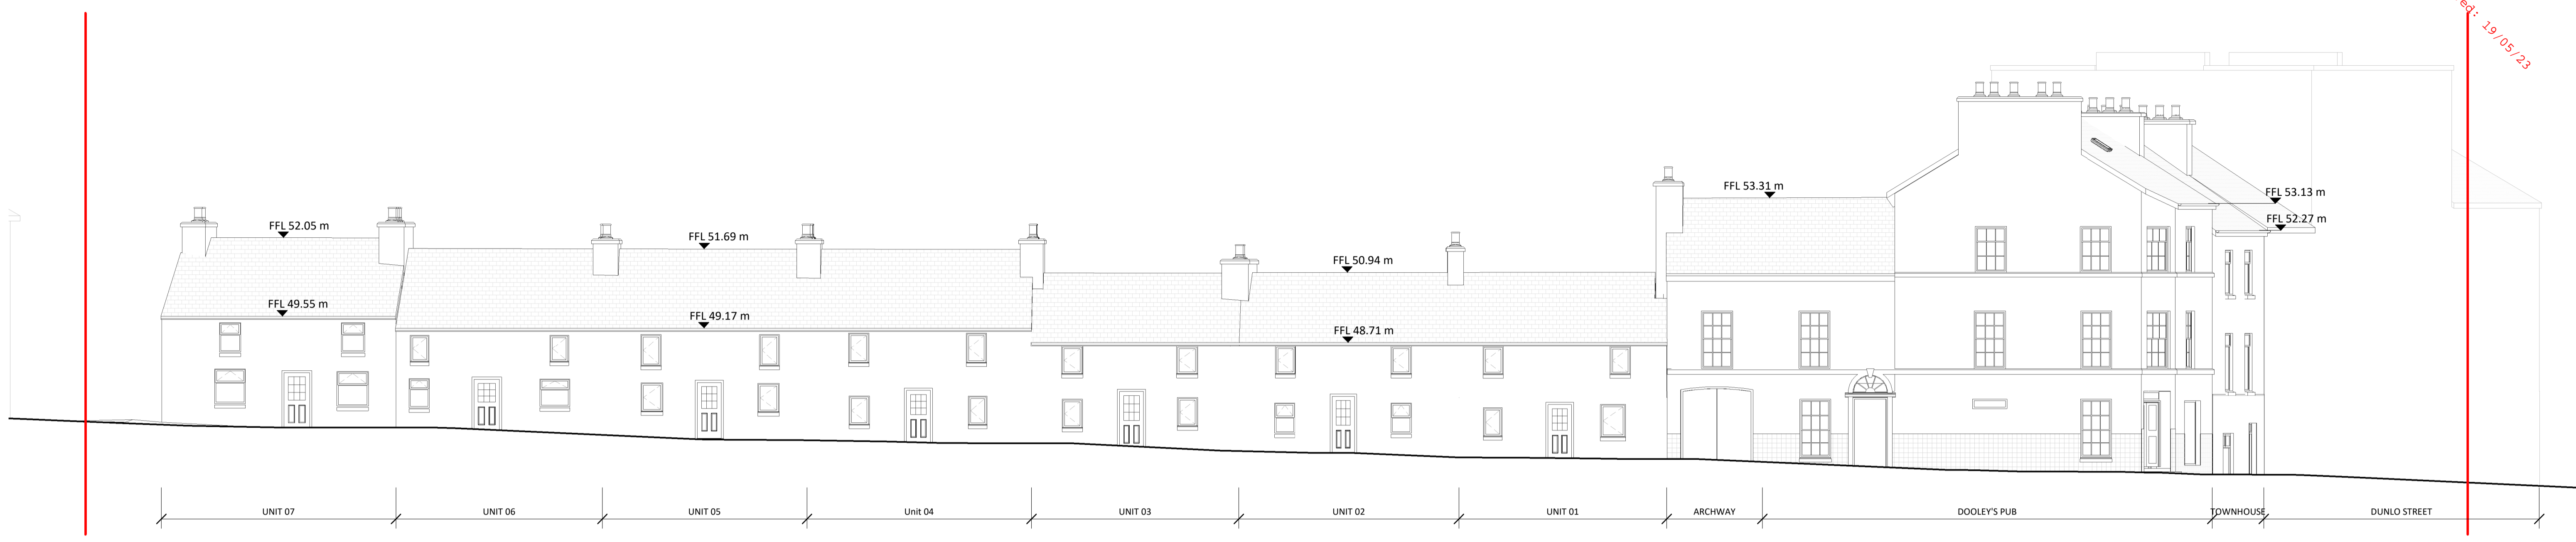 ed: 19/05/23
FFL 53.31 m
FFL 53.13 m
FFL 52.27 m
FFL 52.05 m
FFL 51.69 m
FFL 50.94 m
FFL 49.55 m
FFL 49.17 m
FFL 48.71 m
UNIT 07
UNIT 06
UNIT 05
Unit 04
UNIT 03
UNIT 02
UNIT 01
ARCHWAY
DOOLEY'S PUB
TOWNHOUSE
DUNLO STREET